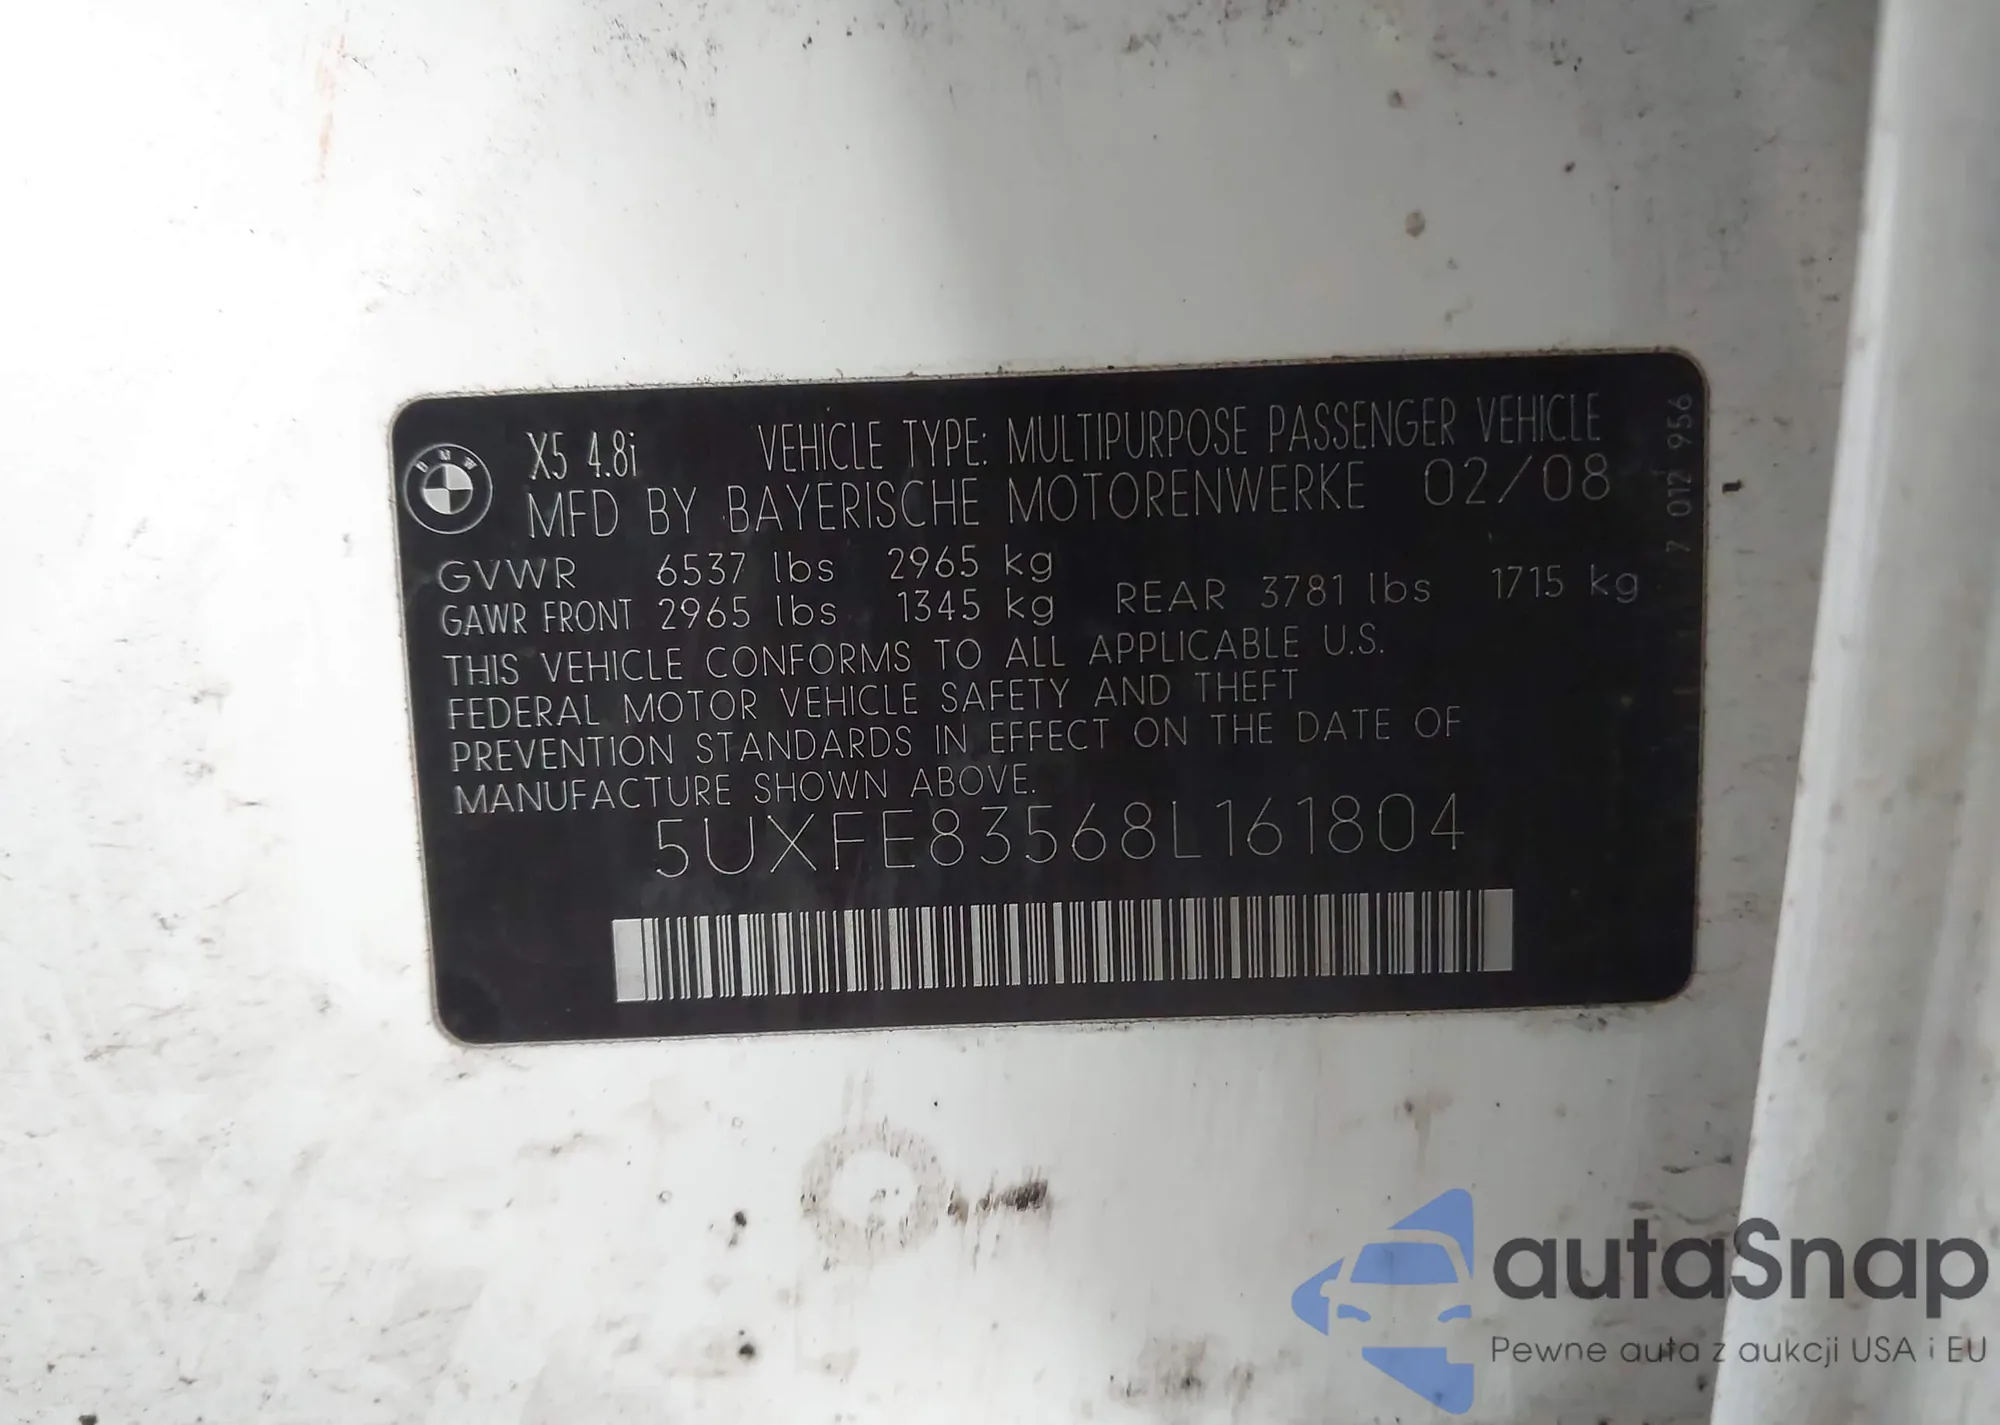 BMW
X5 4.8i VEHICLE TYPE: MULTIPURPOSE PASSENGER VEHICLE
MFD BY BAYERISCHE MOTORENWERKE 02/08
GVWR 6537 lbs 2965 kg
GAWR FRONT 2965 lbs 1345 kg REAR 3781 lbs 1715 kg
THIS VEHICLE CONFORMS TO ALL APPLICABLE U.S.
FEDERAL MOTOR VEHICLE SAFETY AND THEFT
PREVENTION STANDARDS IN EFFECT ON THE DATE OF
MANUFACTURE SHOWN ABOVE.
5UXFE83568L161804
7 012 956
autaSnap
Pewne auta z aukcji USA i EU